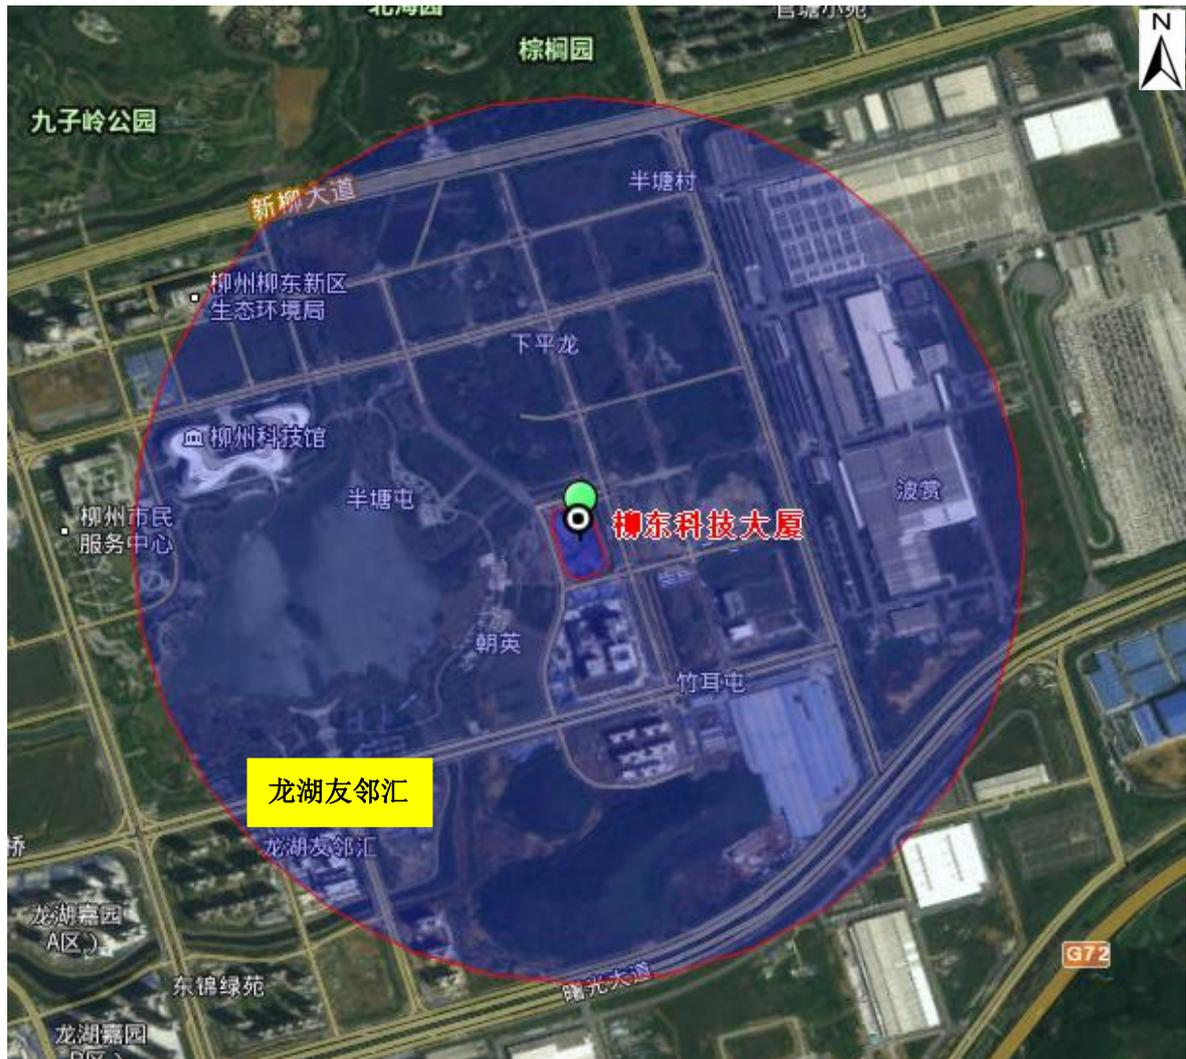 北海园
官塘小苑
N
棕榈园
九子岭公园
半塘村
新柳大道
柳州柳东新区
生态环境局
下平龙
柳州科技馆
半塘屯
波赏
柳州市民
服务中心
柳东科技大厦
朝英
竹耳屯
龙湖友邻汇
龙湖友邻汇
桥
龙湖嘉园
A区)
G72
东锦绿苑
曙光大道
龙湖嘉园
B区)